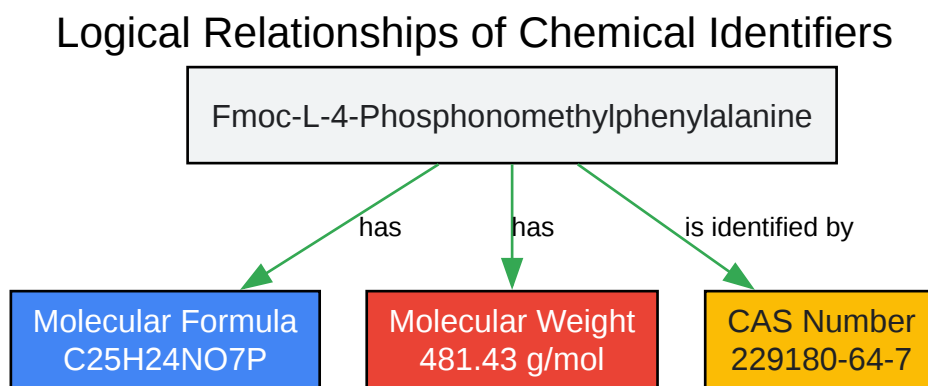 Logical Relationships of Chemical Identifiers
Fmoc-L-4-Phosphonomethylphenylalanine
has
has
is identified by
Molecular Formula
C25H24NO7P
Molecular Weight
481.43 g/mol
CAS Number
229180-64-7